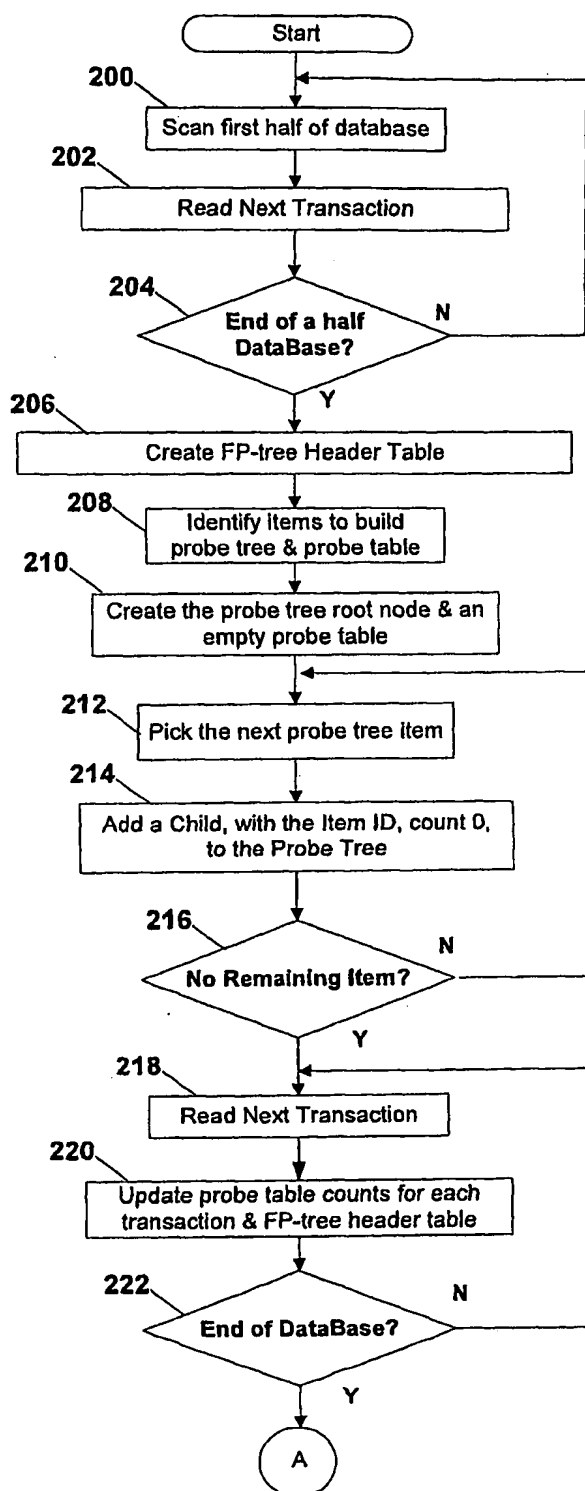 Start
200
Scan first half of database
202
Read Next Transaction
204
N
End of a half
DataBase?
Y
206
Create FP-tree Header Table
208
Identify items to build
probe tree & probe table
210
Create the probe tree root node & an
empty probe table
212
Pick the next probe tree item
214
Add a Child, with the Item ID, count 0,
to the Probe Tree
216
N
No Remaining Item?
Y
218
Read Next Transaction
220
Update probe table counts for each
transaction & FP-tree header table
222
N
End of DataBase?
Y
A